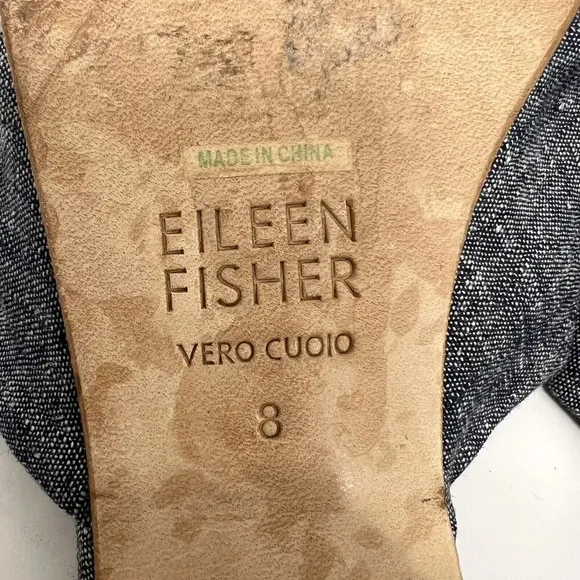 MADE IN CHINA
EILEEN
FISHER
VERO CUOIO
8